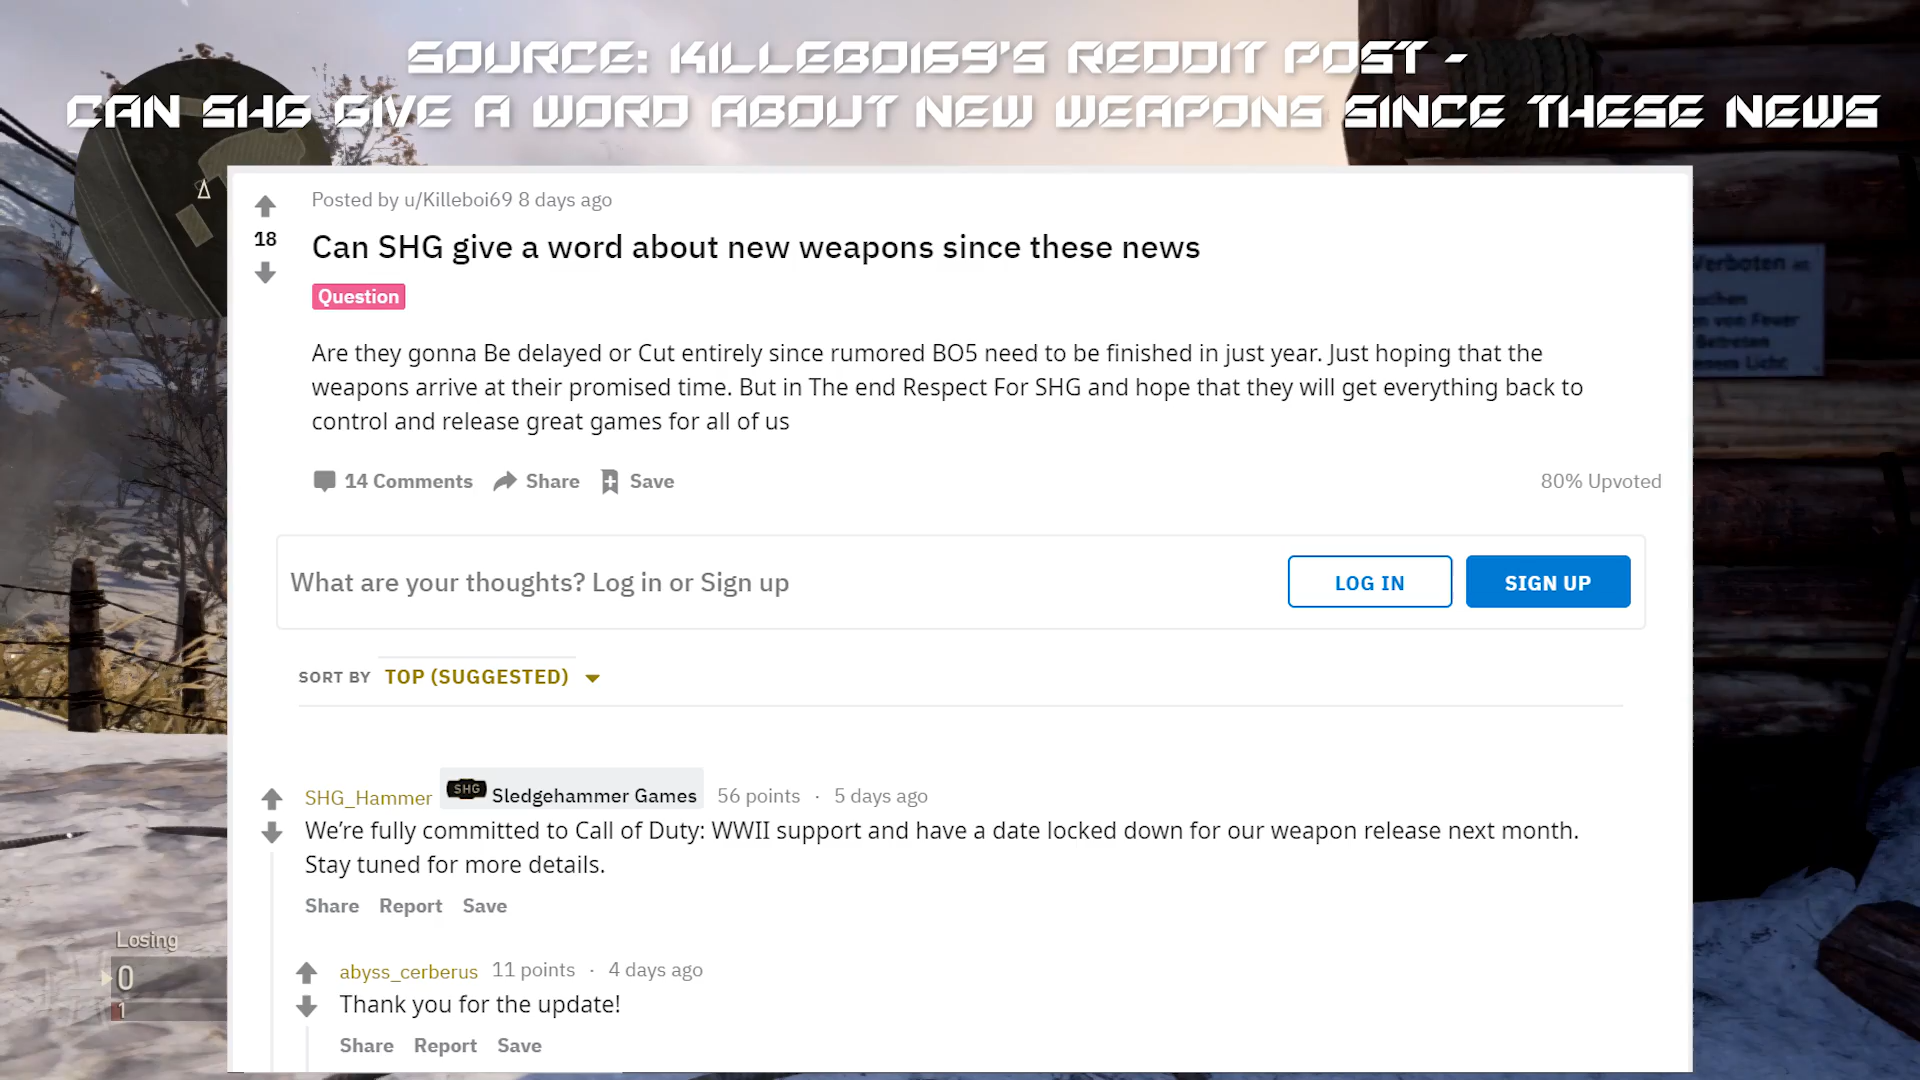 SOURCE: KILLEBOI69'S REDDIT POST -
CAN SHG GIVE A WORD ABOUT NEW WEAPONS SINCE THESE NEWS
Posted by u/Killeboi69 8 days ago
18
Can SHG give a word about new weapons since these news
Question
Are they gonna Be delayed or Cut entirely since rumored BO5 need to be finished in just year. Just hoping that the
weapons arrive at their promised time. But in The end Respect For SHG and hope that they will get everything back to
control and release great games for all of us
14 Comments Share Save 80% Upvoted
What are your thoughts? Log in or Sign up LOG IN SIGN UP
SORT BY TOP (SUGGESTED)
SHG_Hammer SHG Sledgehammer Games 56 points · 5 days ago
We’re fully committed to Call of Duty: WWII support and have a date locked down for our weapon release next month.
Stay tuned for more details.
Share Report Save
abyss_cerberus 11 points · 4 days ago
Thank you for the update!
Share Report Save
Verboten
von Feuer
Betreten
Licht
Losing
0
1